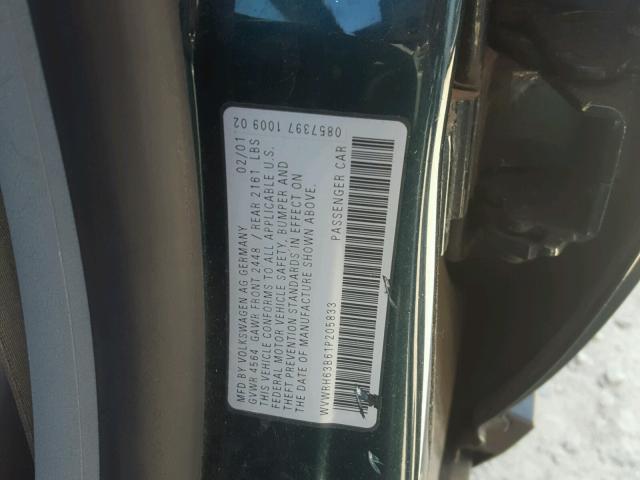 MFD BY VOLKSWAGEN AG GERMANY 02/01
GVWR 4564 GAWR FRONT 2448 / REAR 2161 LBS
THIS VEHICLE CONFORMS TO ALL APPLICABLE U.S.
FEDERAL MOTOR VEHICLE SAFETY, BUMPER AND
THEFT PREVENTION STANDARDS IN EFFECT ON
THE DATE OF MANUFACTURE SHOWN ABOVE.
WVWRH63B61P205833 PASSENGER CAR
0857397 1009 02